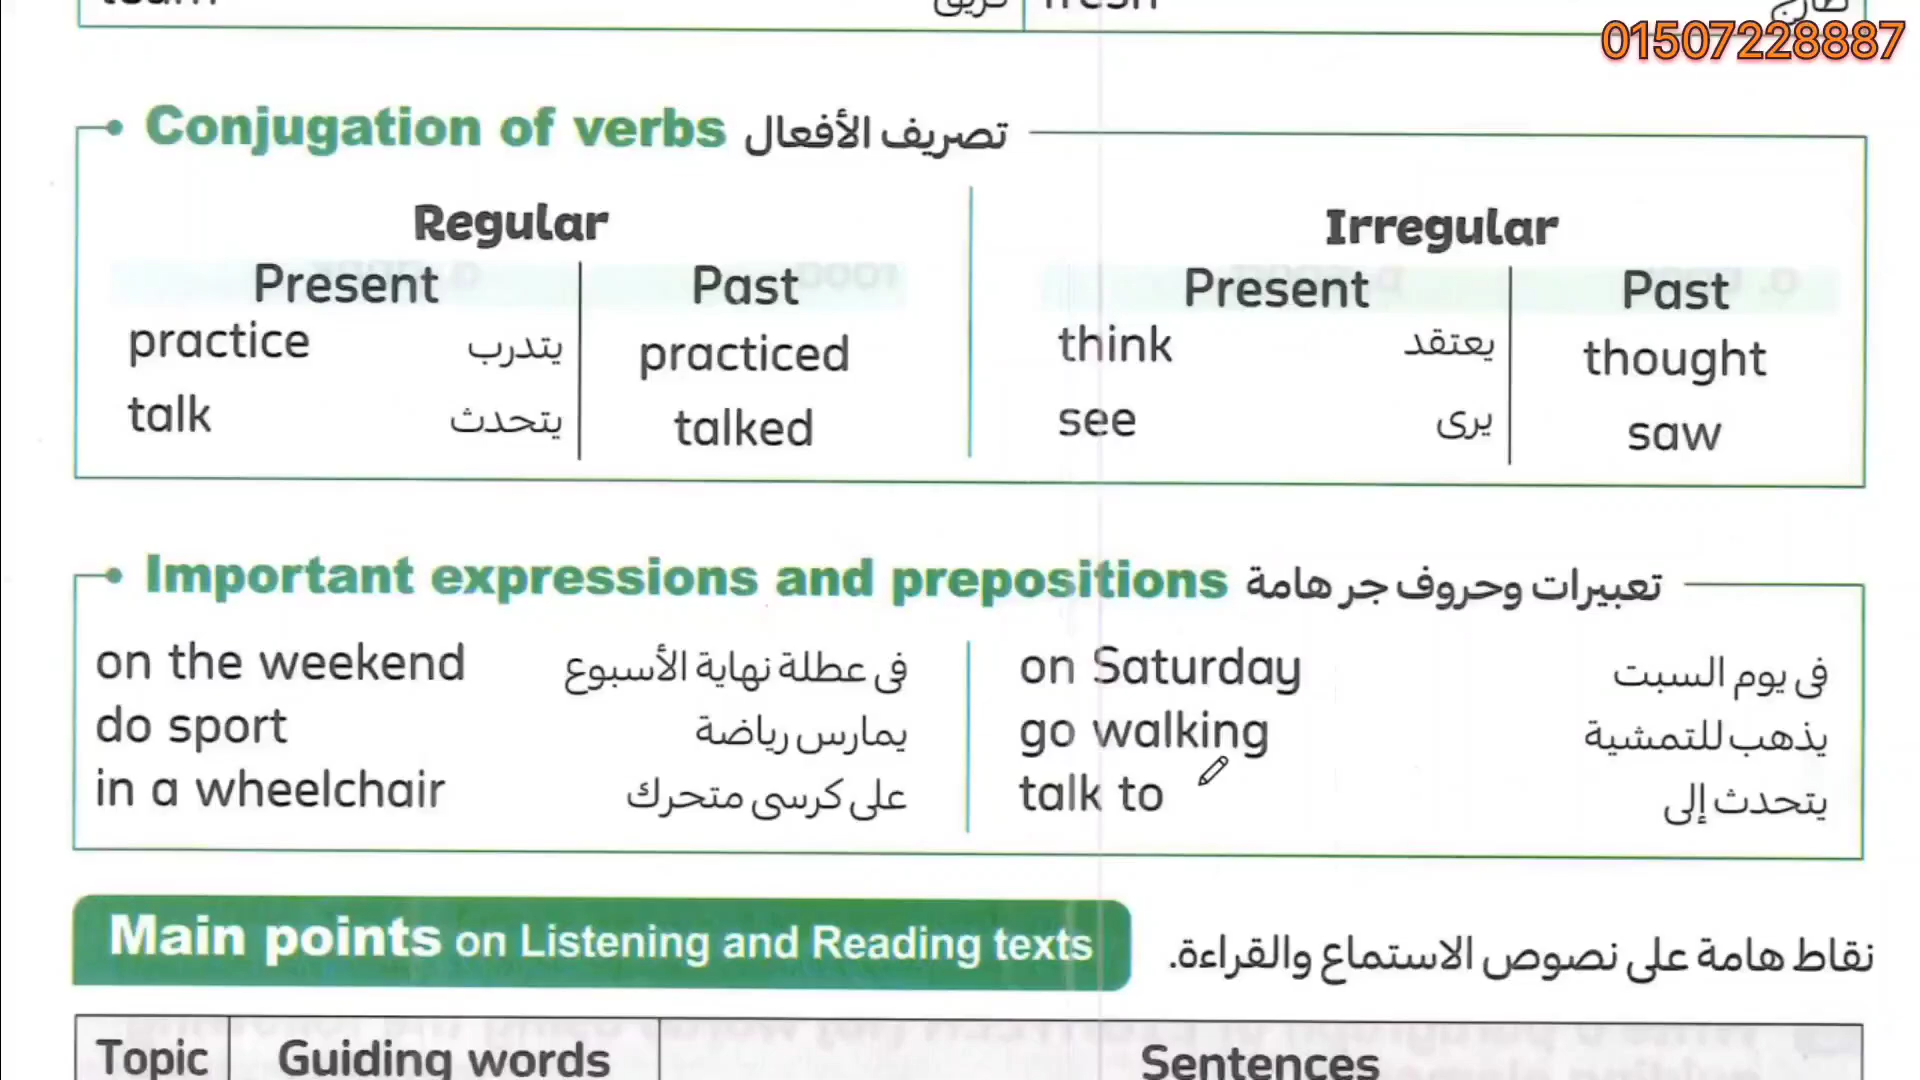 team فريق fresh طازج
01507228887
Conjugation of verbs تصريف الأفعال
Regular Irregular
Present Past Present Past
practice يتدرب practiced think يعتقد thought
talk يتحدث talked see يرى saw
Important expressions and prepositions تعبيرات وحروف جر هامة
on the weekend فى عطلة نهاية الأسبوع on Saturday فى يوم السبت
do sport يمارس رياضة go walking يذهب للتمشية
in a wheelchair على كرسى متحرك talk to يتحدث إلى
Main points on Listening and Reading texts نقاط هامة على نصوص الاستماع والقراءة.
Topic Guiding words Sentences